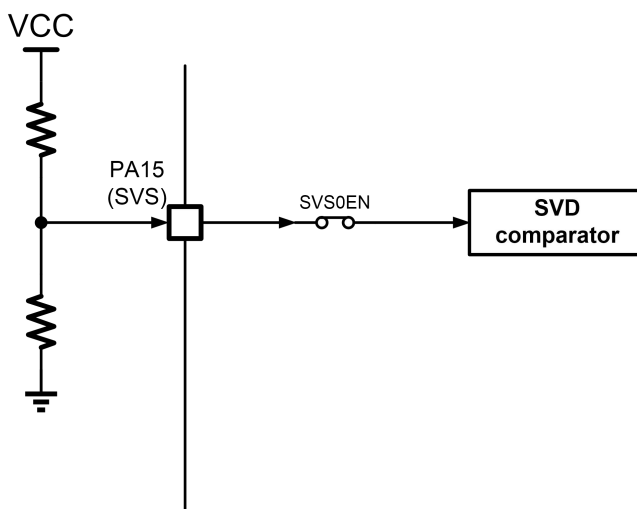 VCC
PA15
(SVS)
SVS0EN
SVD
comparator